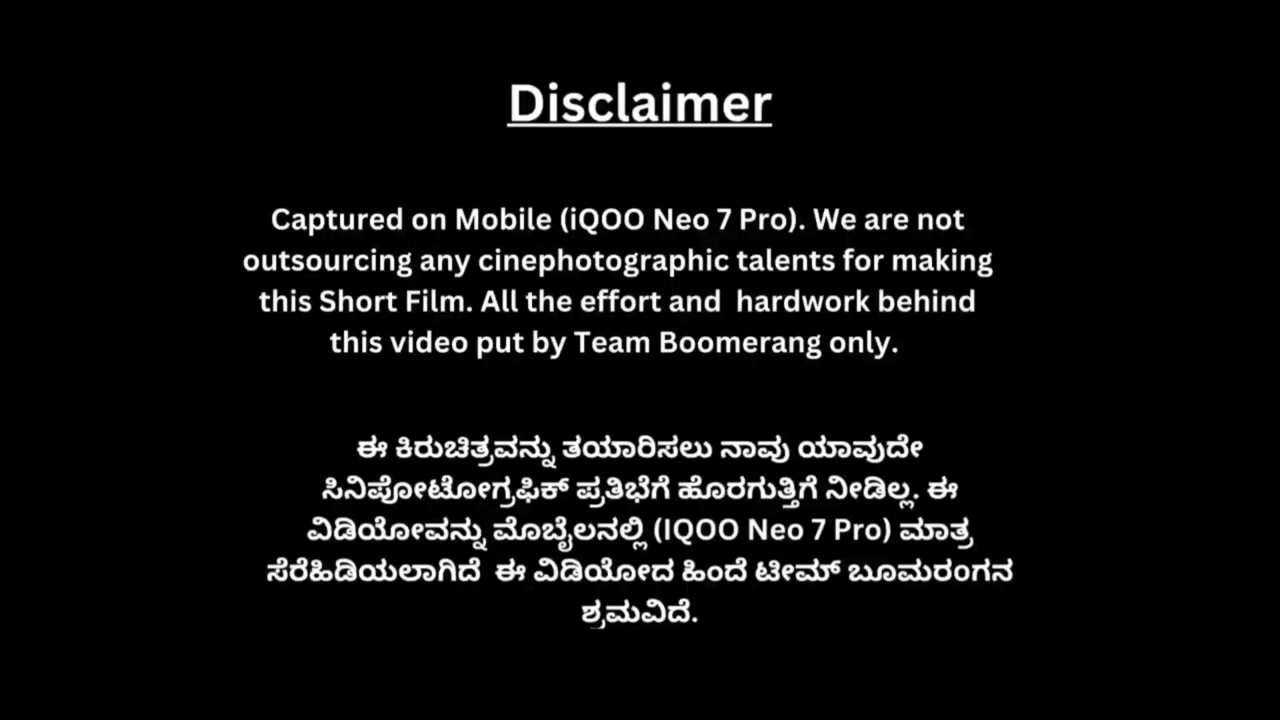 Disclaimer
Captured on Mobile (iQOO Neo 7 Pro). We are not
outsourcing any cinephotographic talents for making
this Short Film. All the effort and hardwork behind
this video put by Team Boomerang only.
ಈ ಕಿರುಚಿತ್ರವನ್ನು ತಯಾರಿಸಲು ನಾವು ಯಾವುದೇ
ಸಿನಿಪೋಟೋಗ್ರಫಿಕ್ ಪ್ರತಿಭೆಗೆ ಹೊರಗುತ್ತಿಗೆ ನೀಡಿಲ್ಲ. ಈ
ವಿಡಿಯೋವನ್ನು ಮೊಬೈಲನಲ್ಲಿ (IQOO Neo 7 Pro) ಮಾತ್ರ
ಸೆರೆಹಿಡಿಯಲಾಗಿದೆ ಈ ವಿಡಿಯೋದ ಹಿಂದೆ ಟೀಮ್ ಬೂಮರಂಗನ
ಶ್ರಮವಿದೆ.